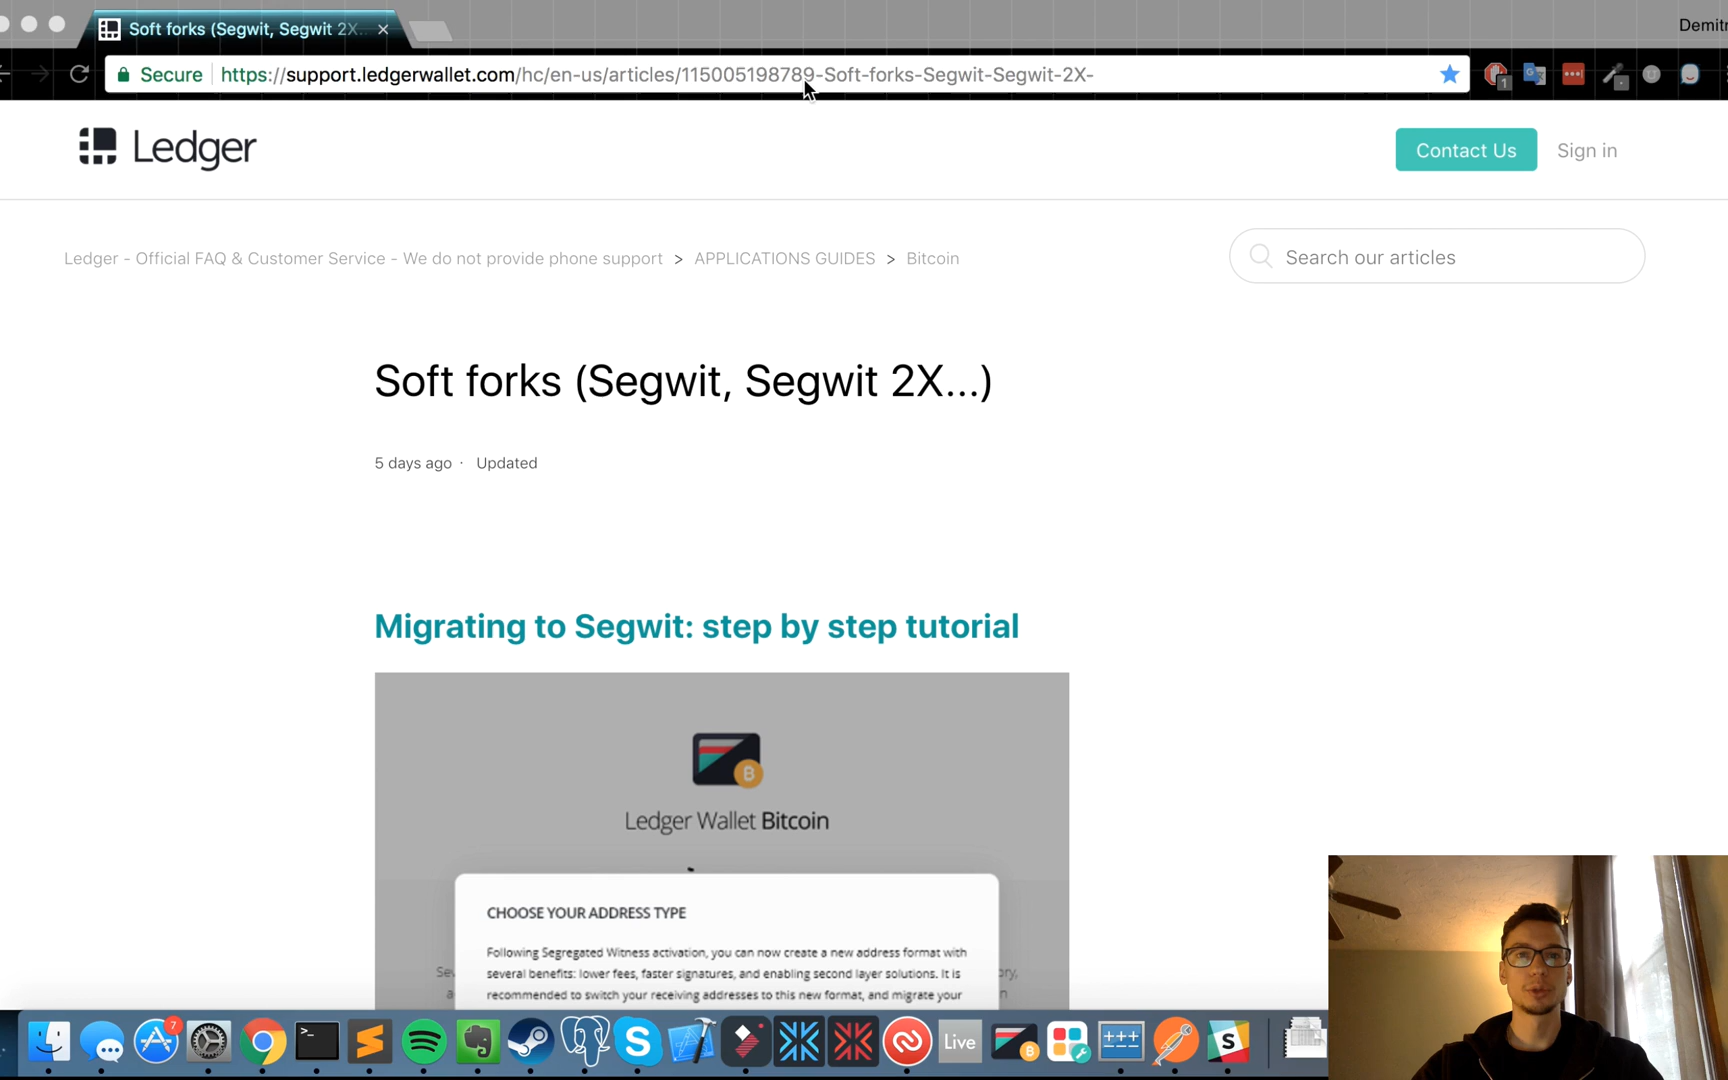 Soft forks (Segwit, Segwit 2X...
Demitr
Secure
https://support.ledgerwallet.com/hc/en-us/articles/115005198789-Soft-forks-Segwit-Segwit-2X-
1
Ledger
Contact Us
Sign in
Ledger - Official FAQ & Customer Service - We do not provide phone support > APPLICATIONS GUIDES > Bitcoin
Search our articles
Soft forks (Segwit, Segwit 2X...)
5 days ago · Updated
Migrating to Segwit: step by step tutorial
Ledger Wallet Bitcoin
CHOOSE YOUR ADDRESS TYPE
Following Segregated Witness activation, you can now create a new address format with
several benefits: lower fees, faster signatures, and enabling second layer solutions. It is
recommended to switch your receiving addresses to this new format, and migrate your
7
Live
S